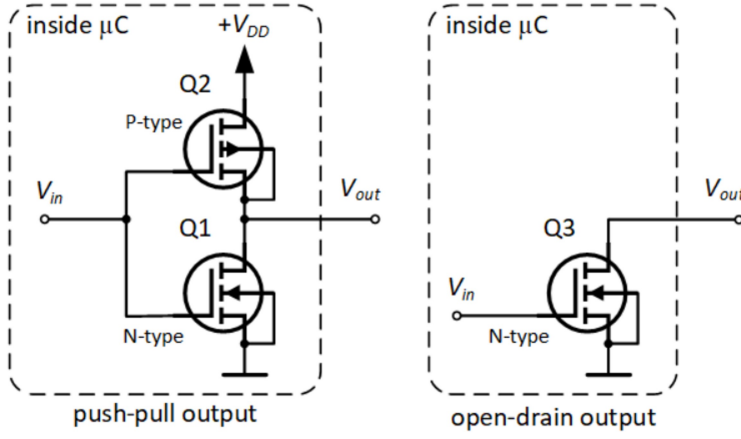 inside μC
+V_DD
Q2
P-type
V_in
V_out
Q1
N-type
push-pull output
inside μC
V_out
Q3
V_in
N-type
open-drain output